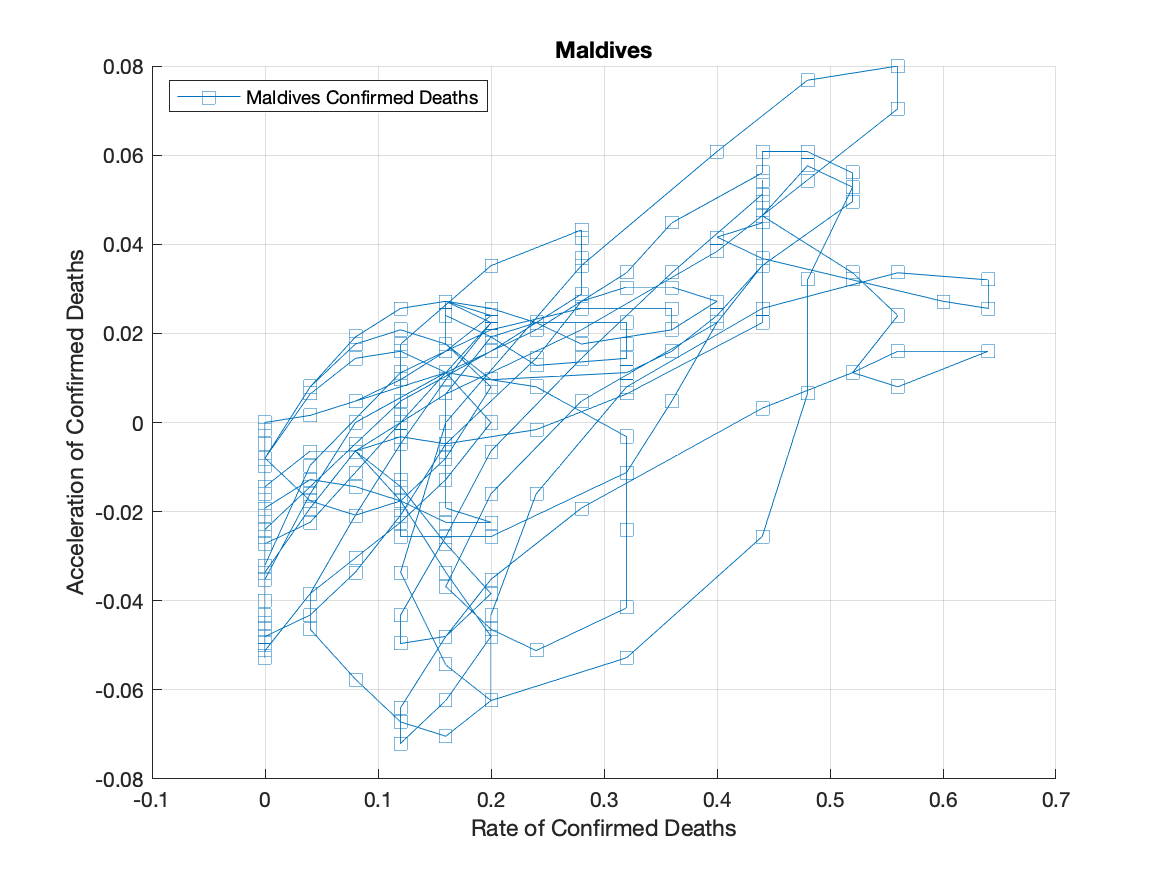 Maldives
Maldives Confirmed Deaths
Acceleration of Confirmed Deaths
0.08
0.06
0.04
0.02
0
-0.02
-0.04
-0.06
-0.08
-0.1 0 0.1 0.2 0.3 0.4 0.5 0.6 0.7
Rate of Confirmed Deaths